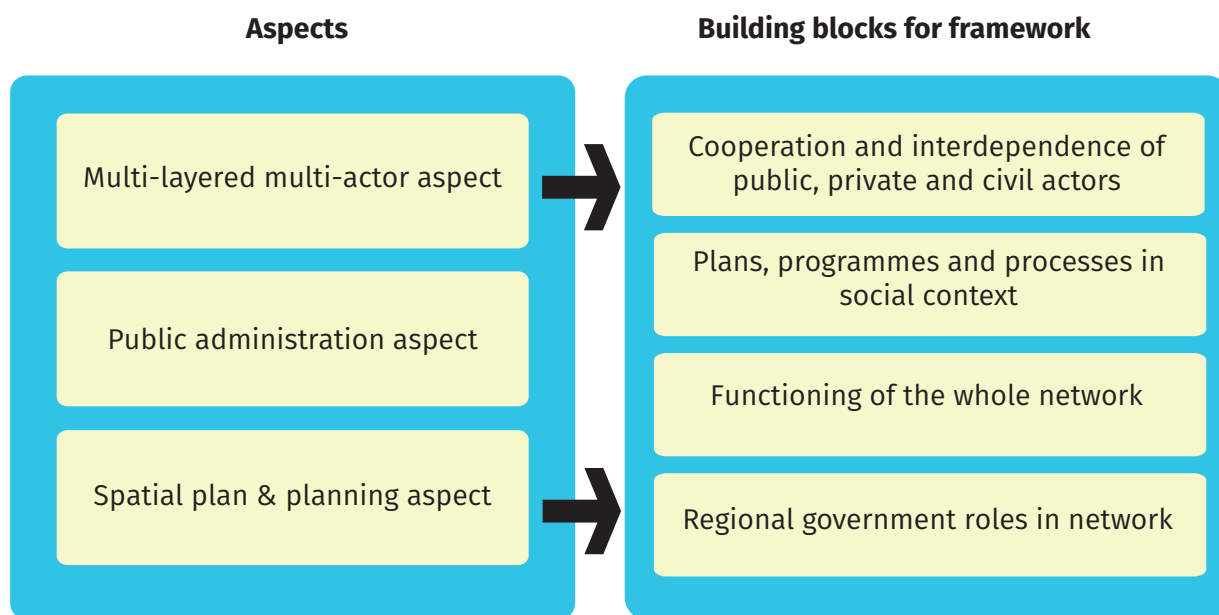 Aspects
Building blocks for framework
Multi-layered multi-actor aspect
Public administration aspect
Spatial plan & planning aspect
Cooperation and interdependence of
public, private and civil actors
Plans, programmes and processes in
social context
Functioning of the whole network
Regional government roles in network